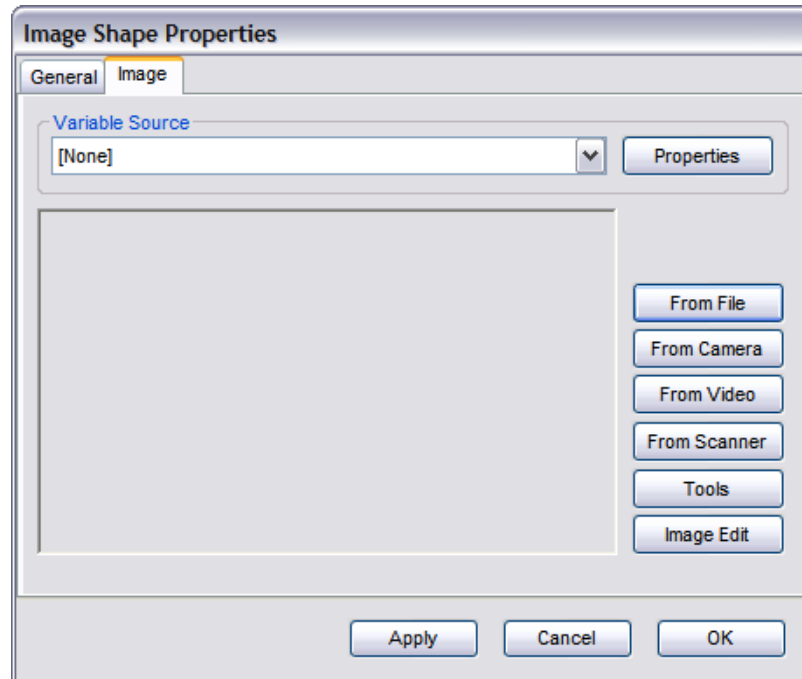 Image Shape Properties
General Image
Variable Source
[None] Properties
From File
From Camera
From Video
From Scanner
Tools
Image Edit
Apply Cancel OK